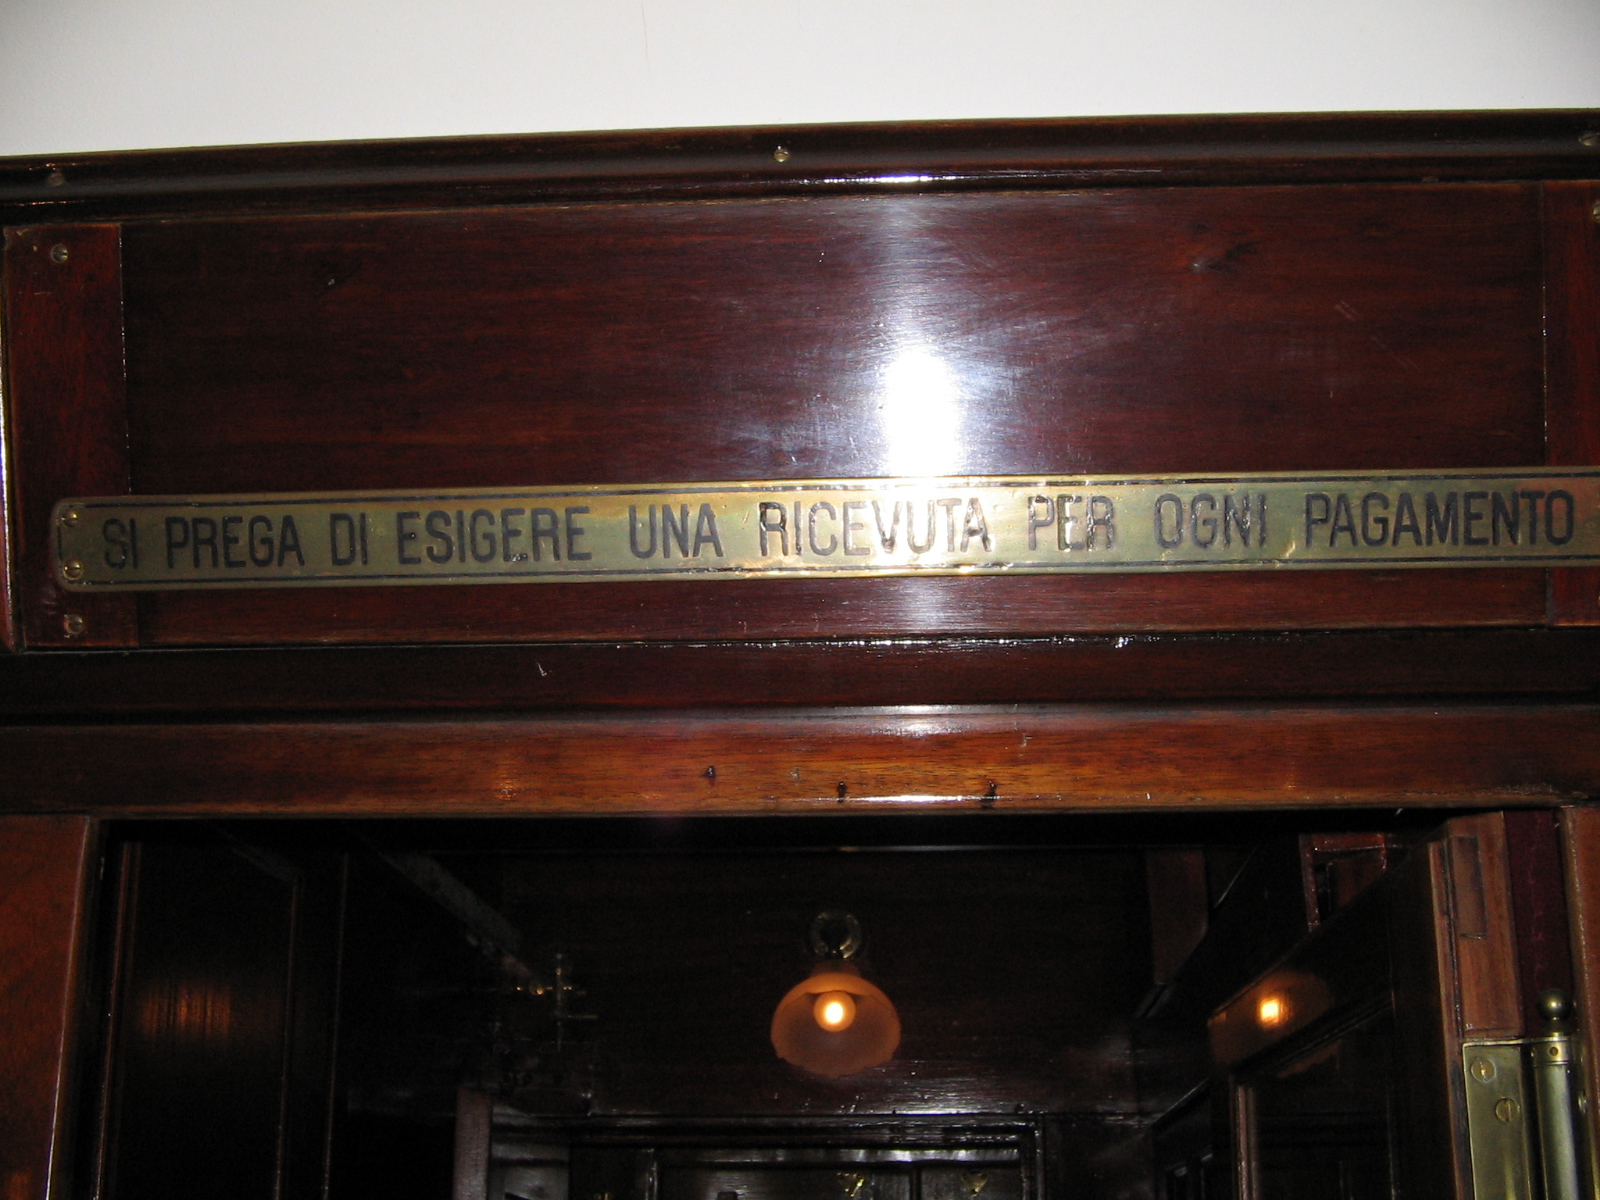 SI PREGA DI ESIGERE UNA RICEVUTA PER OGNI PAGAMENTO